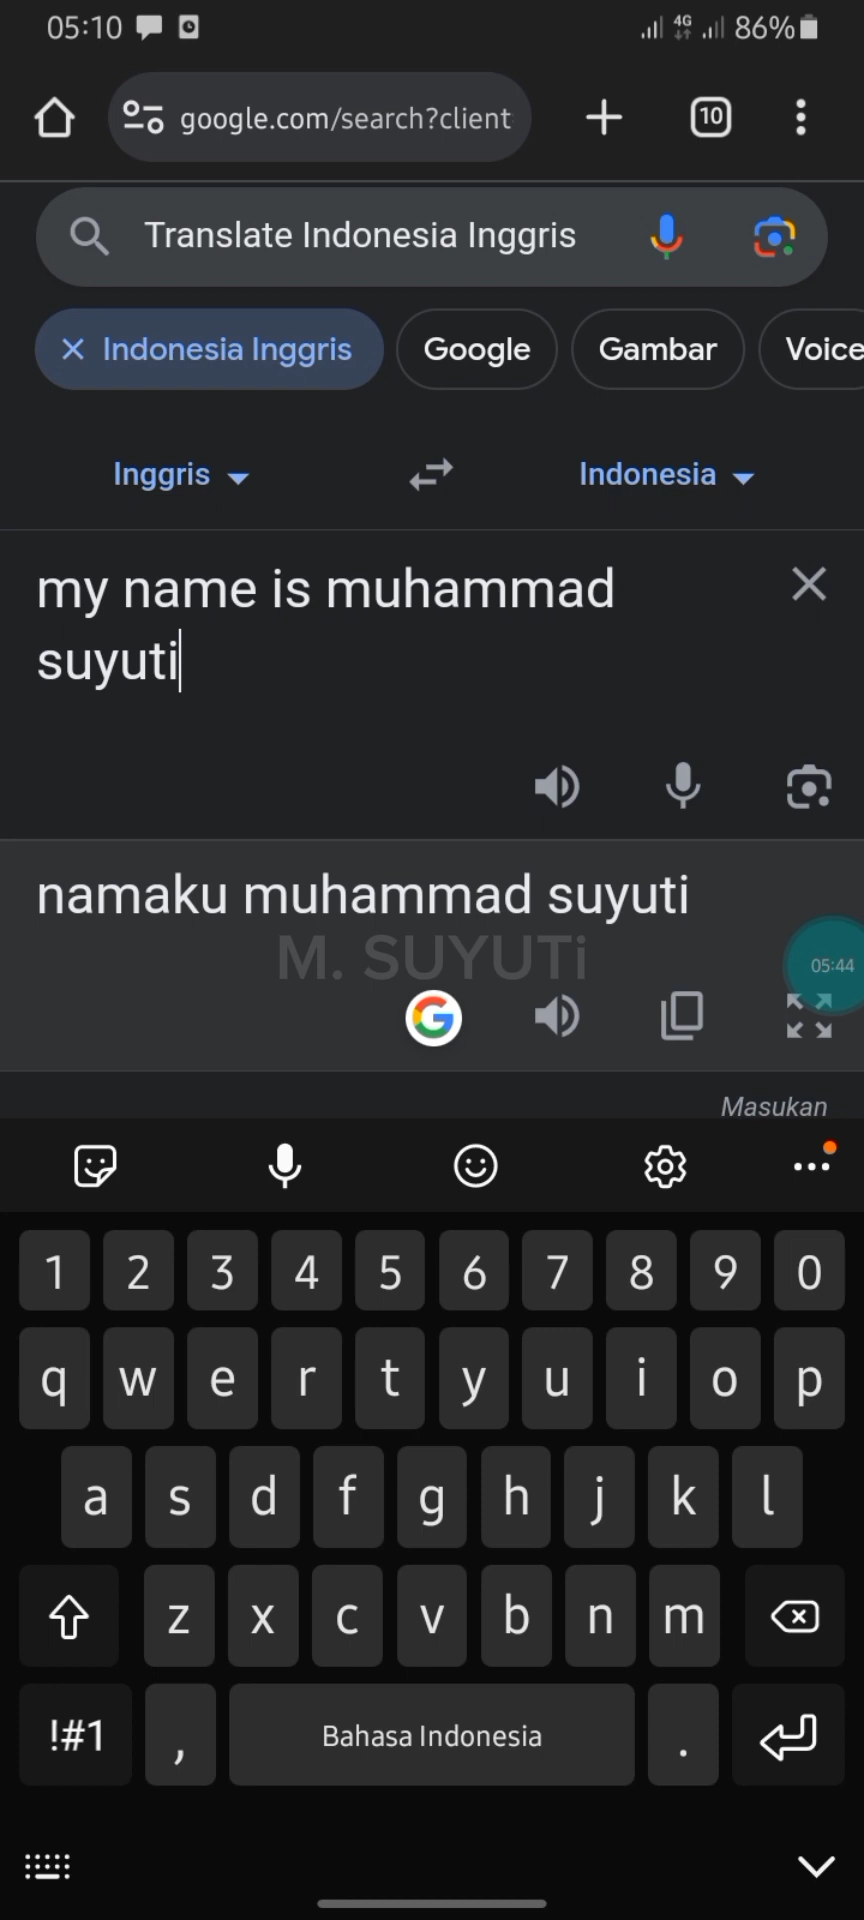 05:10
4G
86%
google.com/search?client
10
Translate Indonesia Inggris
Indonesia Inggris
Google
Gambar
Voice
Inggris
Indonesia
my name is muhammad
suyuti
namaku muhammad suyuti
M. SUYUTi
05:44
G
Masukan
1 2 3 4 5 6 7 8 9 0
q w e r t y u i o p
a s d f g h j k l
z x c v b n m
!#1 , Bahasa Indonesia .